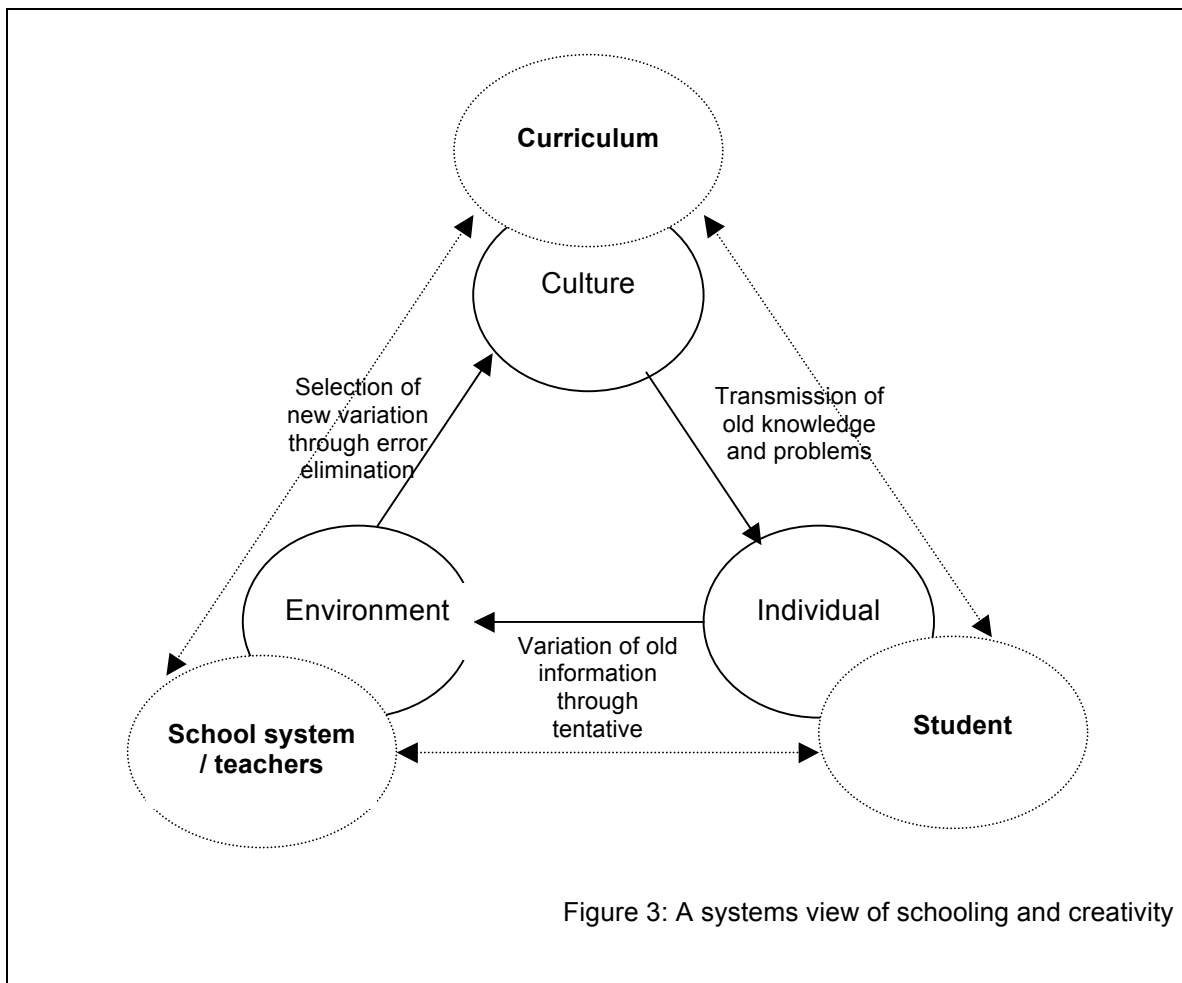 Curriculum
Culture
Selection of
new variation
through error
elimination
Transmission of
old knowledge
and problems
Environment
Individual
Variation of old
information
through
tentative
School system
/ teachers
Student
Figure 3: A systems view of schooling and creativity